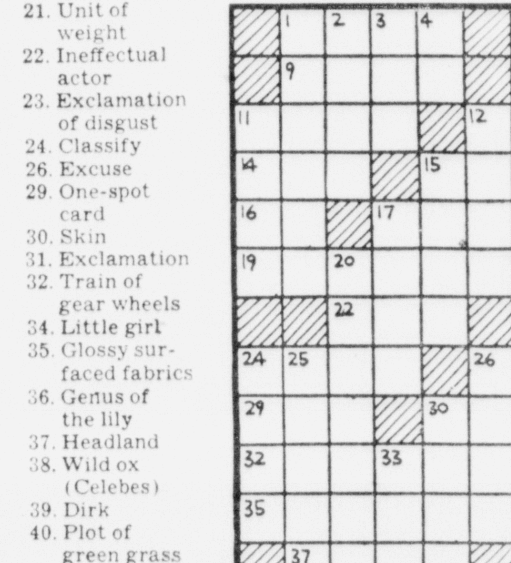 21. Unit of
weight
22. Ineffectual
actor
23. Exclamation
of disgust
24. Classify
26. Excuse
29. One-spot
card
30. Skin
31. Exclamation
32. Train of
gear wheels
34. Little girl
35. Glossy sur-
faced fabrics
36. Genus of
the lily
37. Headland
38. Wild ox
(Celebes)
39. Dirk
40. Plot of
green grass
1 2 3 4
9
11 12
14 15
16 17
19 20
22
24 25 26
29 30
32 33
35
37